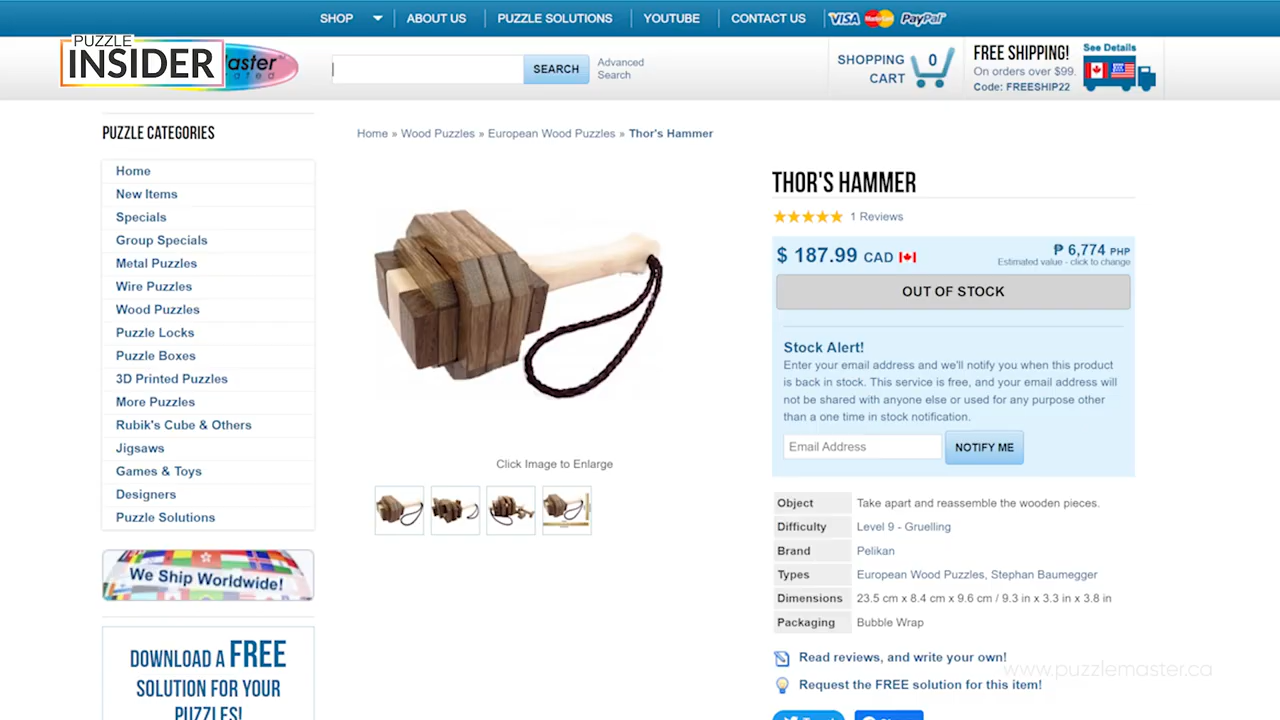 SHOP
ABOUT US
PUZZLE SOLUTIONS
YOUTUBE
CONTACT US
VISA MasterCard PayPal
PUZZLE
INSIDER
SEARCH
Advanced
Search
SHOPPING
CART
0
FREE SHIPPING!
On orders over $99.
Code: FREESHIP22
See Details
PUZZLE CATEGORIES
Home
New Items
Specials
Group Specials
Metal Puzzles
Wire Puzzles
Wood Puzzles
Puzzle Locks
Puzzle Boxes
3D Printed Puzzles
More Puzzles
Rubik's Cube & Others
Jigsaws
Games & Toys
Designers
Puzzle Solutions
We Ship Worldwide!
DOWNLOAD A FREE
SOLUTION FOR YOUR
PUZZLES!
Home » Wood Puzzles » European Wood Puzzles » Thor's Hammer
Click Image to Enlarge
THOR'S HAMMER
1 Reviews
$ 187.99 CAD
₱ 6,774 PHP
Estimated value - click to change
OUT OF STOCK
Stock Alert!
Enter your email address and we'll notify you when this product
is back in stock. This service is free, and your email address will
not be shared with anyone else or used for any purpose other
than a one time in stock notification.
Email Address
NOTIFY ME
Object Take apart and reassemble the wooden pieces.
Difficulty Level 9 - Gruelling
Brand Pelikan
Types European Wood Puzzles, Stephan Baumegger
Dimensions 23.5 cm x 8.4 cm x 9.6 cm / 9.3 in x 3.3 in x 3.8 in
Packaging Bubble Wrap
Read reviews, and write your own!
www.puzzlemaster.ca
Request the FREE solution for this item!